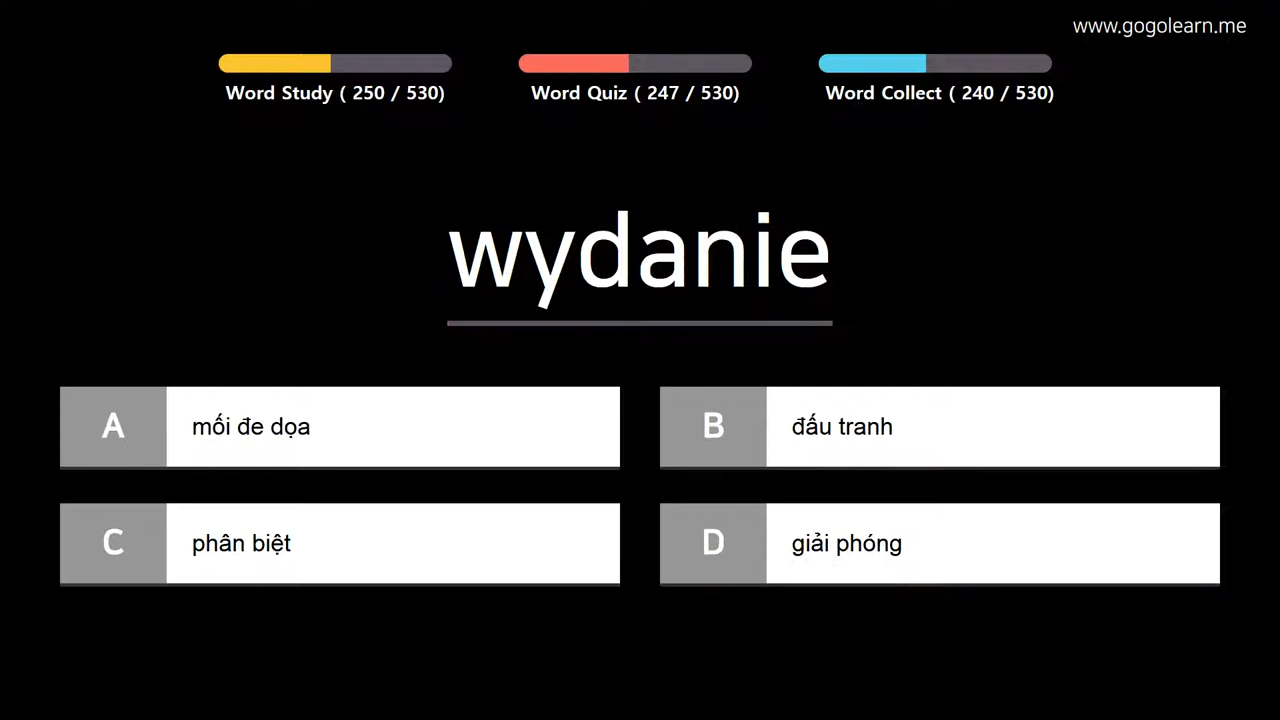 www.gogolearn.me
Word Study ( 250 / 530)
Word Quiz ( 247 / 530)
Word Collect ( 240 / 530)
wydanie
A
mối đe dọa
B
đấu tranh
C
phân biệt
D
giải phóng